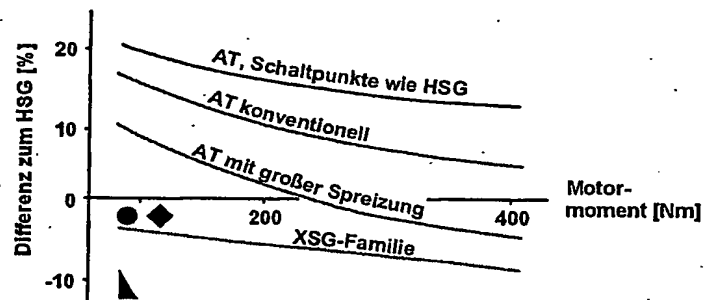 Differenz zum HSG [%]
20
10
0
-10
AT, Schaltpunkte wie HSG
AT konventionell
AT mit großer Spreizung
XSG-Familie
200
400
Motor-
moment [Nm]